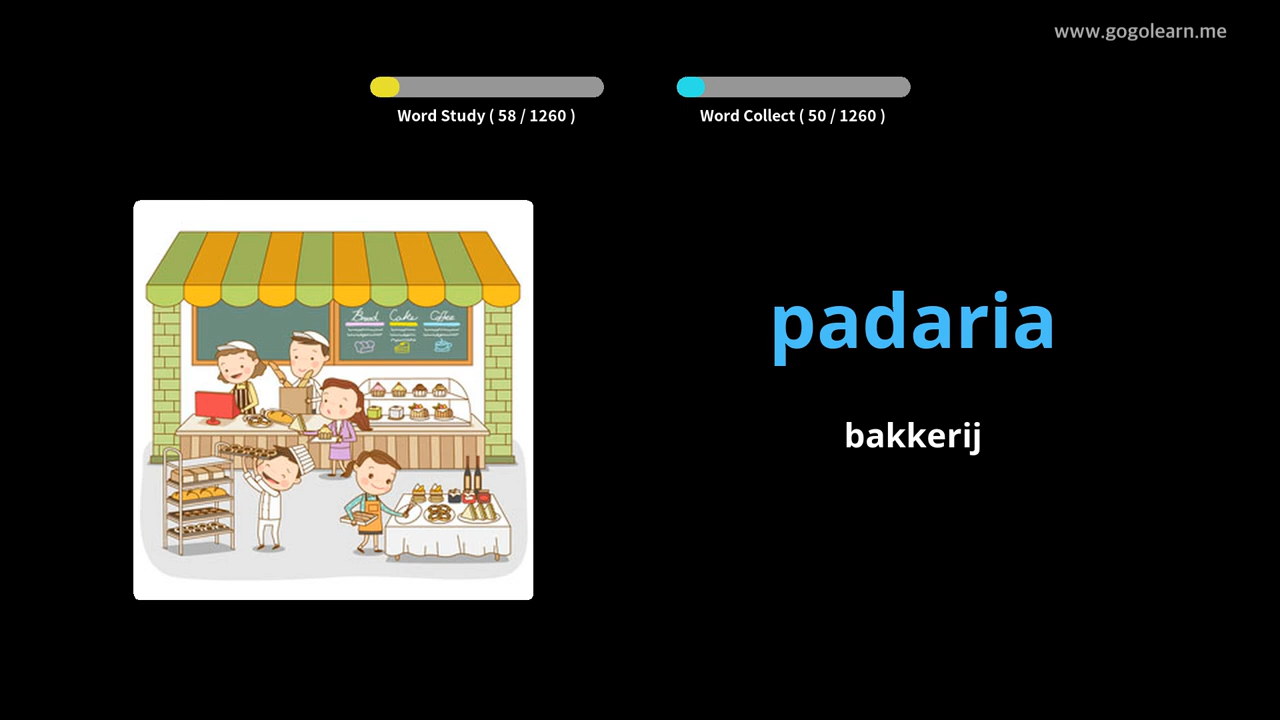 www.gogolearn.me
Word Study ( 58 / 1260 )
Word Collect ( 50 / 1260 )
Bread Cake Coffee
padaria
bakkerij